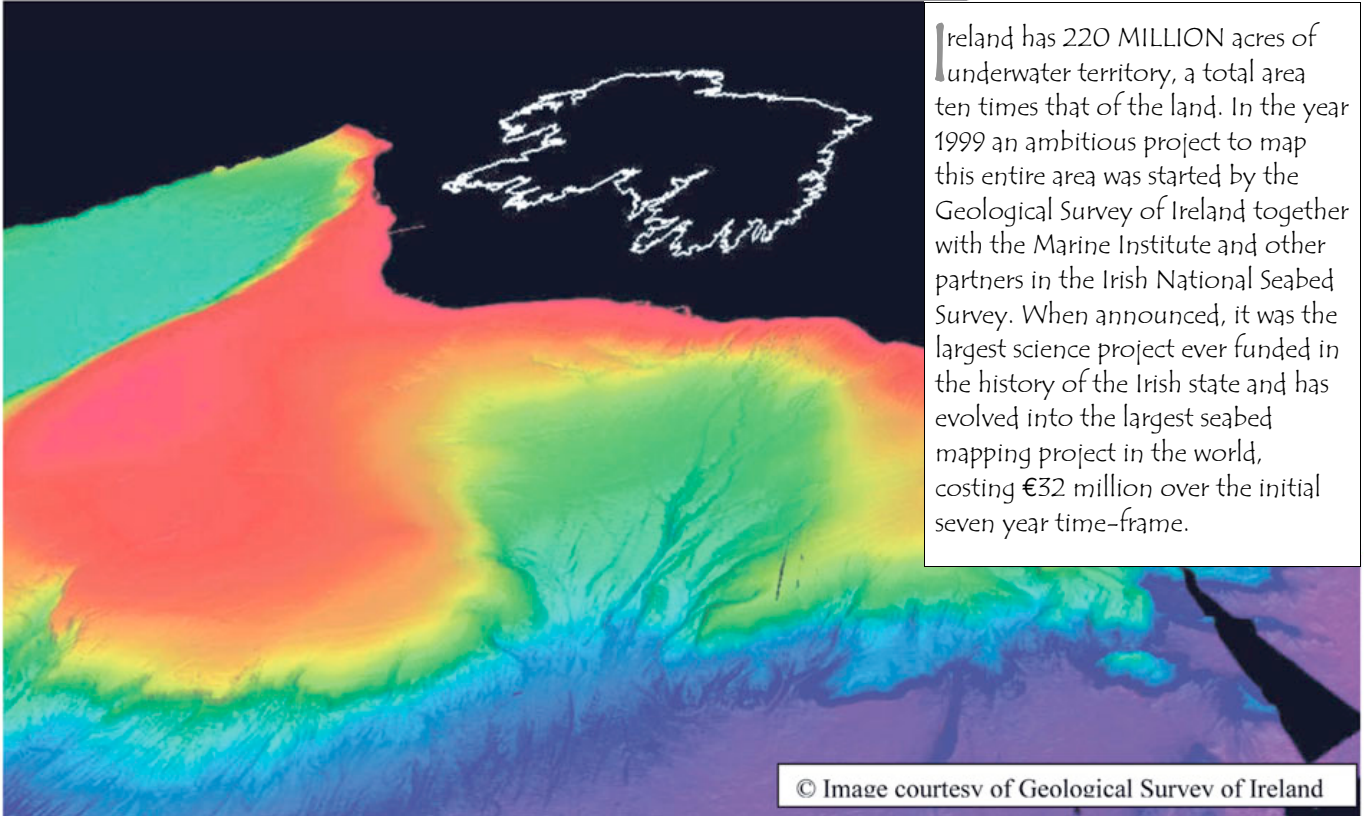 Ireland has 220 MILLION acres of
underwater territory, a total area
ten times that of the land. In the year
1999 an ambitious project to map
this entire area was started by the
Geological Survey of Ireland together
with the Marine Institute and other
partners in the Irish National Seabed
Survey. When announced, it was the
largest science project ever funded in
the history of the Irish state and has
evolved into the largest seabed
mapping project in the world,
costing €32 million over the initial
seven year time-frame.
© Image courtesy of Geological Survey of Ireland